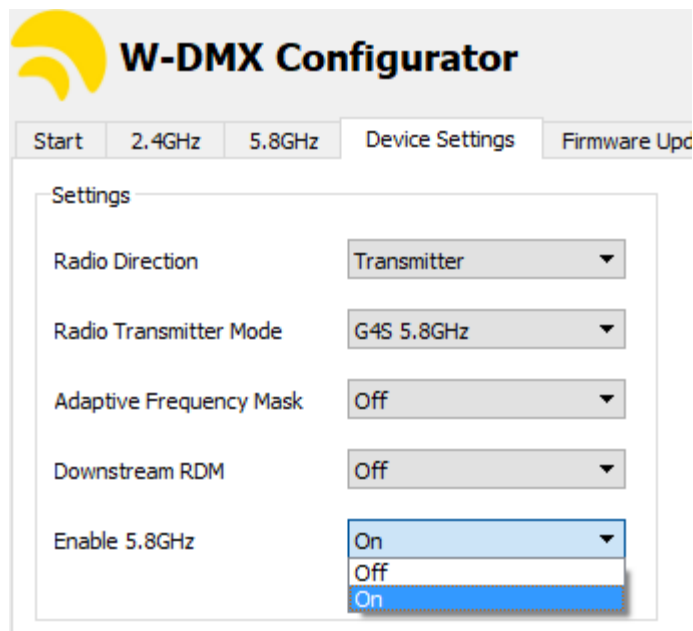 W-DMX Configurator
Start 2.4GHz 5.8GHz Device Settings Firmware Upd
Settings
Radio Direction Transmitter
Radio Transmitter Mode G4S 5.8GHz
Adaptive Frequency Mask Off
Downstream RDM Off
Enable 5.8GHz On
Off
On